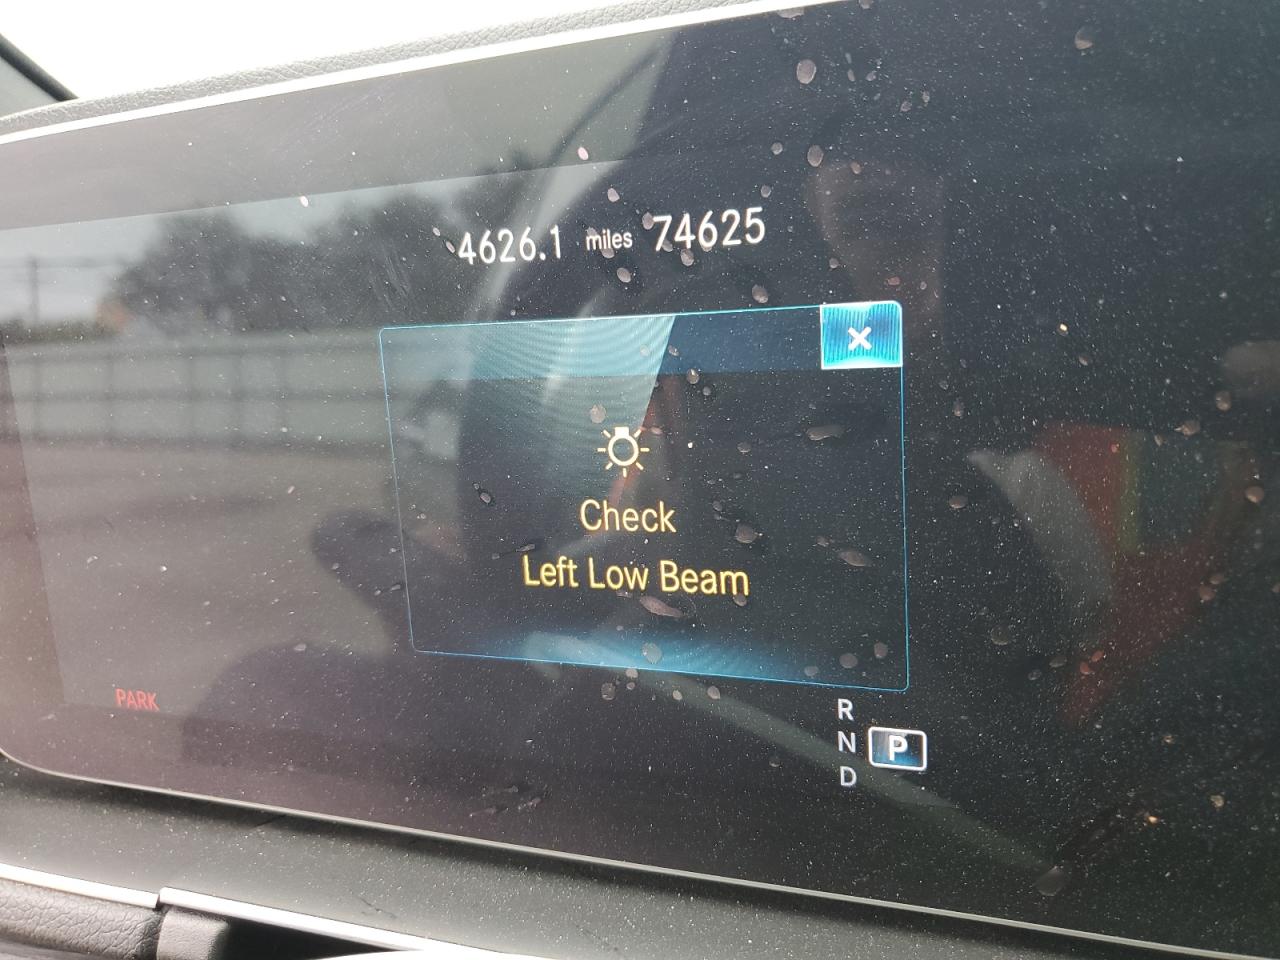 4626.1 miles 74625
×
Check
Left Low Beam
PARK
R
N P
D